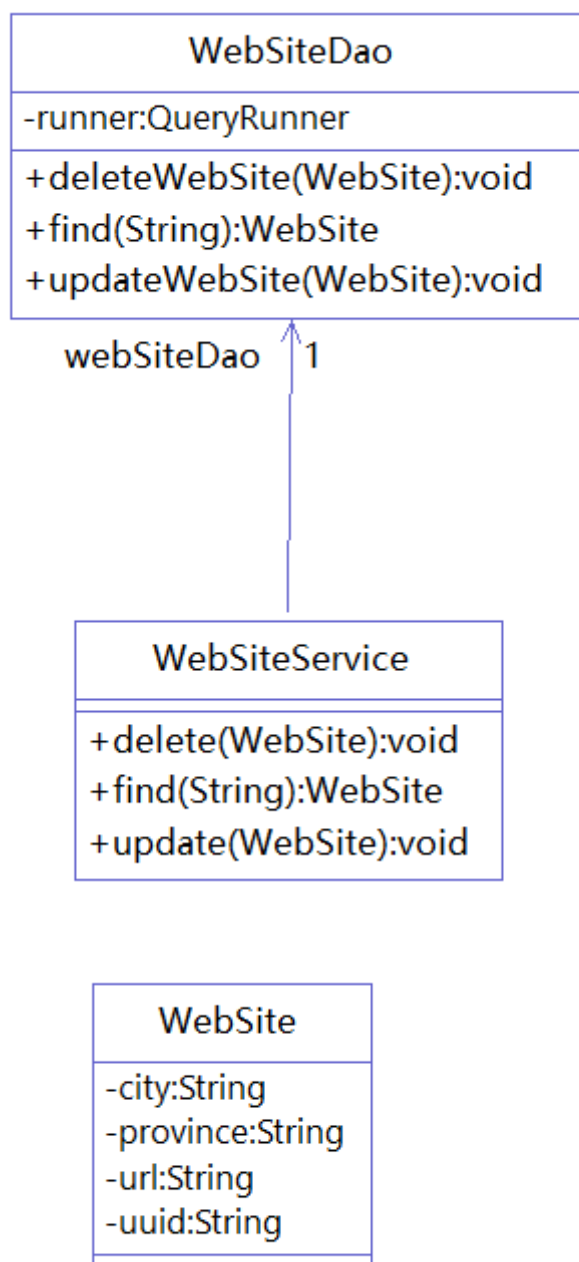 WebSiteDao
-runner:QueryRunner
+deleteWebSite(WebSite):void
+find(String):WebSite
+updateWebSite(WebSite):void
webSiteDao 1
WebSiteService
+delete(WebSite):void
+find(String):WebSite
+update(WebSite):void
WebSite
-city:String
-province:String
-url:String
-uuid:String